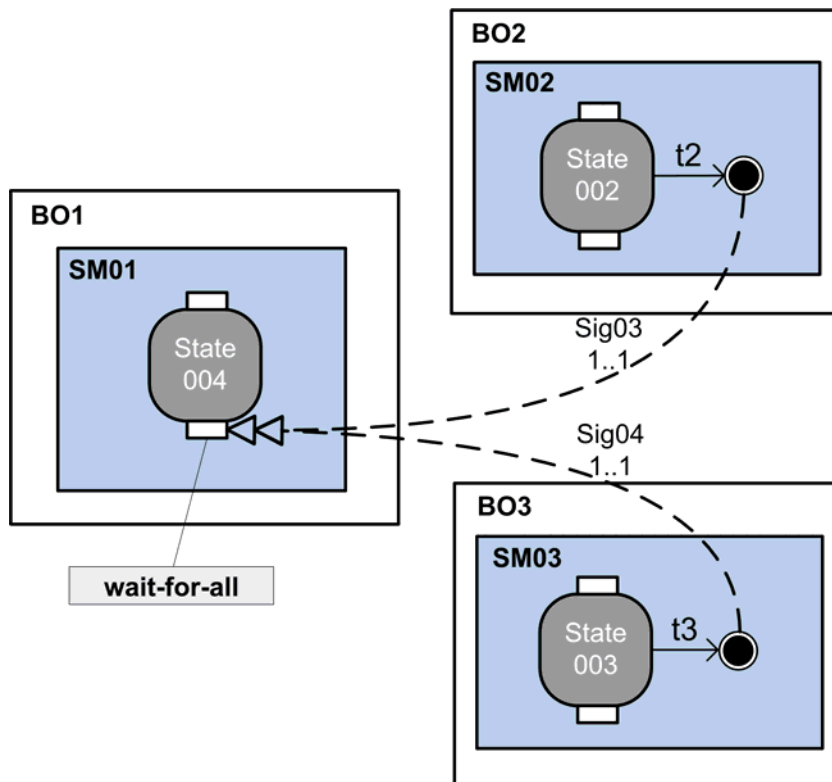 BO1
SM01
State
004
wait-for-all
BO2
SM02
State
002
t2
Sig03
1..1
Sig04
1..1
BO3
SM03
State
003
t3